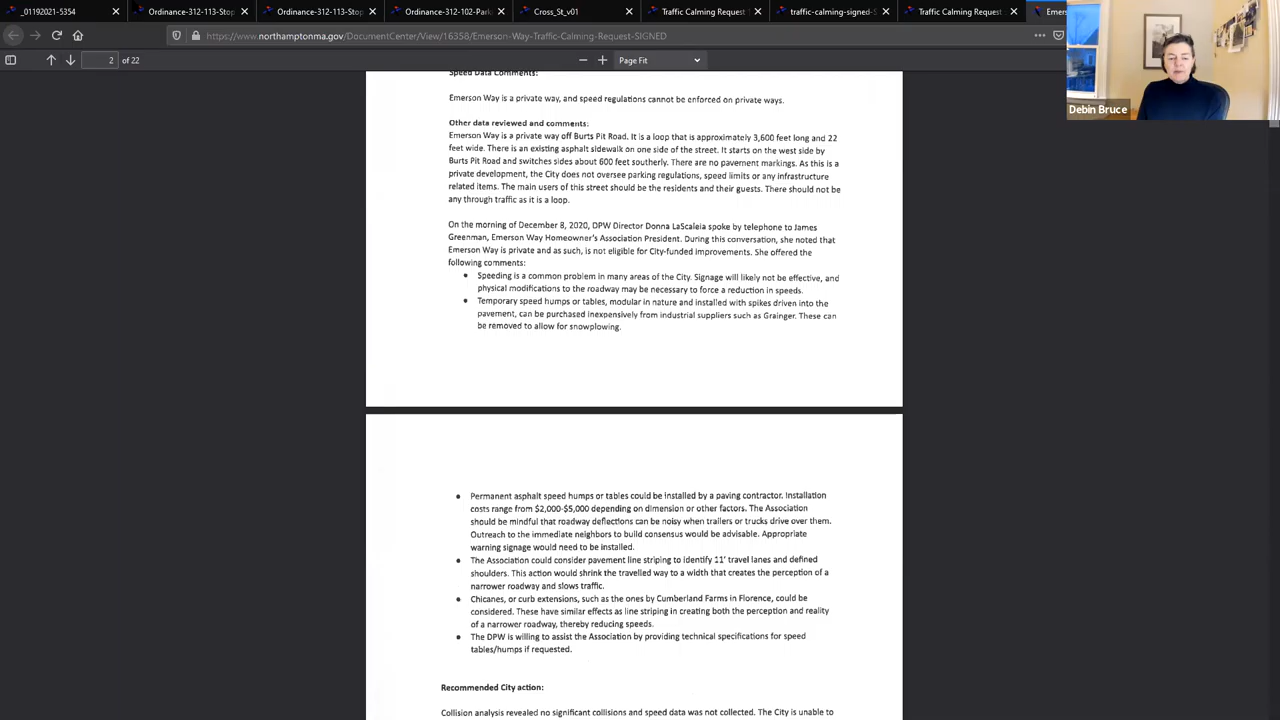 _01192021-5354
Ordinance-312-113-Stop
Ordinance-312-113-Stop
Ordinance-312-102-Park
Cross_St_v01
Traffic Calming Request
traffic-calming-signed-S
Traffic Calming Request
Emers
https://www.northamptonma.gov/DocumentCenter/View/16358/Emerson-Way-Traffic-Calming-Request-SIGNED
2 of 22
Page Fit
Debin Bruce
Speed Data Comments:
Emerson Way is a private way, and speed regulations cannot be enforced on private ways.
Other data reviewed and comments:
Emerson Way is a private way off Burts Pit Road. It is a loop that is approximately 3,600 feet long and 22
feet wide. There is an existing asphalt sidewalk on one side of the street. It starts on the west side by
Burts Pit Road and switches sides about 600 feet southerly. There are no pavement markings. As this is a
private development, the City does not oversee parking regulations, speed limits or any infrastructure
related items. The main users of this street should be the residents and their guests. There should not be
any through traffic as it is a loop.
On the morning of December 8, 2020, DPW Director Donna LaScaleia spoke by telephone to James
Greenman, Emerson Way Homeowner's Association President. During this conversation, she noted that
Emerson Way is private and as such, is not eligible for City-funded improvements. She offered the
following comments:
• Speeding is a common problem in many areas of the City. Signage will likely not be effective, and
physical modifications to the roadway may be necessary to force a reduction in speeds.
• Temporary speed humps or tables, modular in nature and installed with spikes driven into the
pavement, can be purchased inexpensively from industrial suppliers such as Grainger. These can
be removed to allow for snowplowing.
• Permanent asphalt speed humps or tables could be installed by a paving contractor. Installation
costs range from $2,000-$5,000 depending on dimension or other factors. The Association
should be mindful that roadway deflections can be noisy when trailers or trucks drive over them.
Outreach to the immediate neighbors to build consensus would be advisable. Appropriate
warning signage would need to be installed.
• The Association could consider pavement line striping to identify 11' travel lanes and defined
shoulders. This action would shrink the travelled way to a width that creates the perception of a
narrower roadway and slows traffic.
• Chicanes, or curb extensions, such as the ones by Cumberland Farms in Florence, could be
considered. These have similar effects as line striping in creating both the perception and reality
of a narrower roadway, thereby reducing speeds.
• The DPW is willing to assist the Association by providing technical specifications for speed
tables/humps if requested.
Recommended City action:
Collision analysis revealed no significant collisions and speed data was not collected. The City is unable to